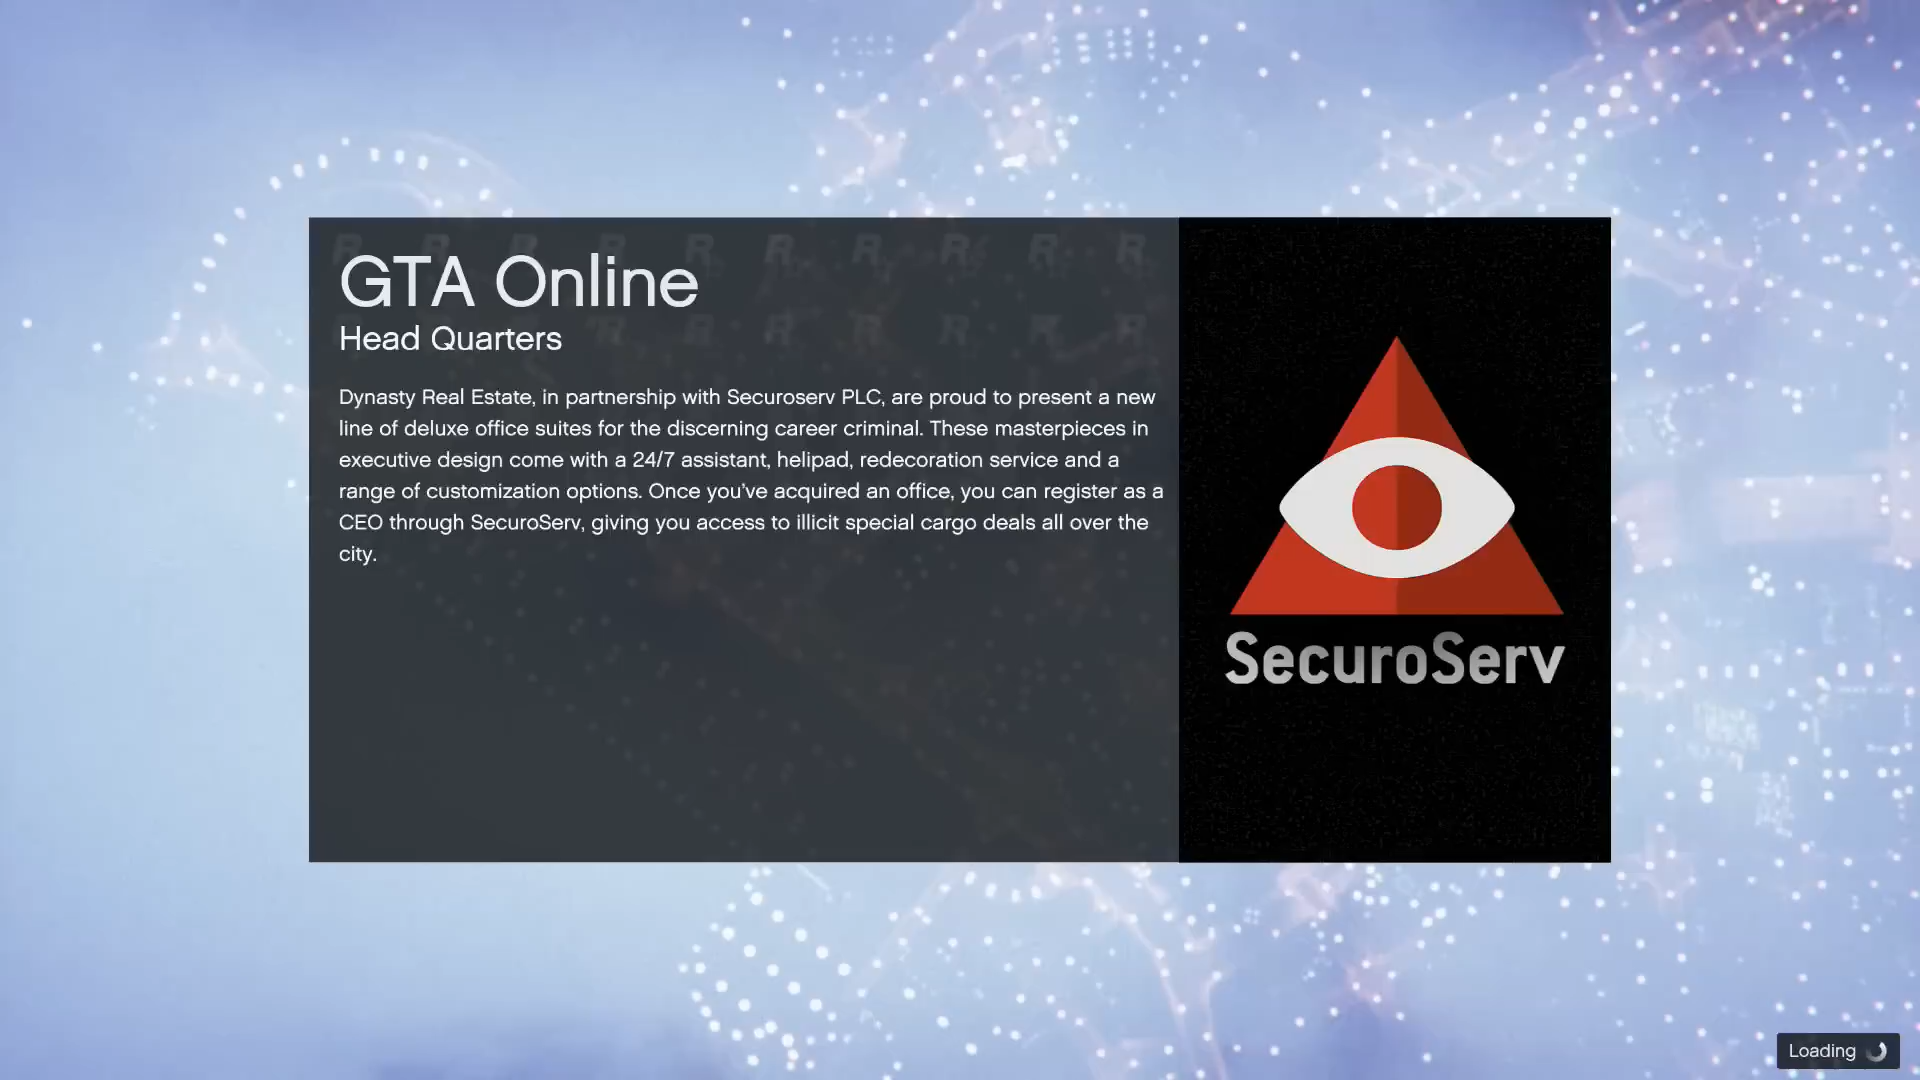 GTA Online
Head Quarters
Dynasty Real Estate, in partnership with Securoserv PLC, are proud to present a new
line of deluxe office suites for the discerning career criminal. These masterpieces in
executive design come with a 24/7 assistant, helipad, redecoration service and a
range of customization options. Once you've acquired an office, you can register as a
CEO through SecuroServ, giving you access to illicit special cargo deals all over the
city.
SecuroServ
Loading